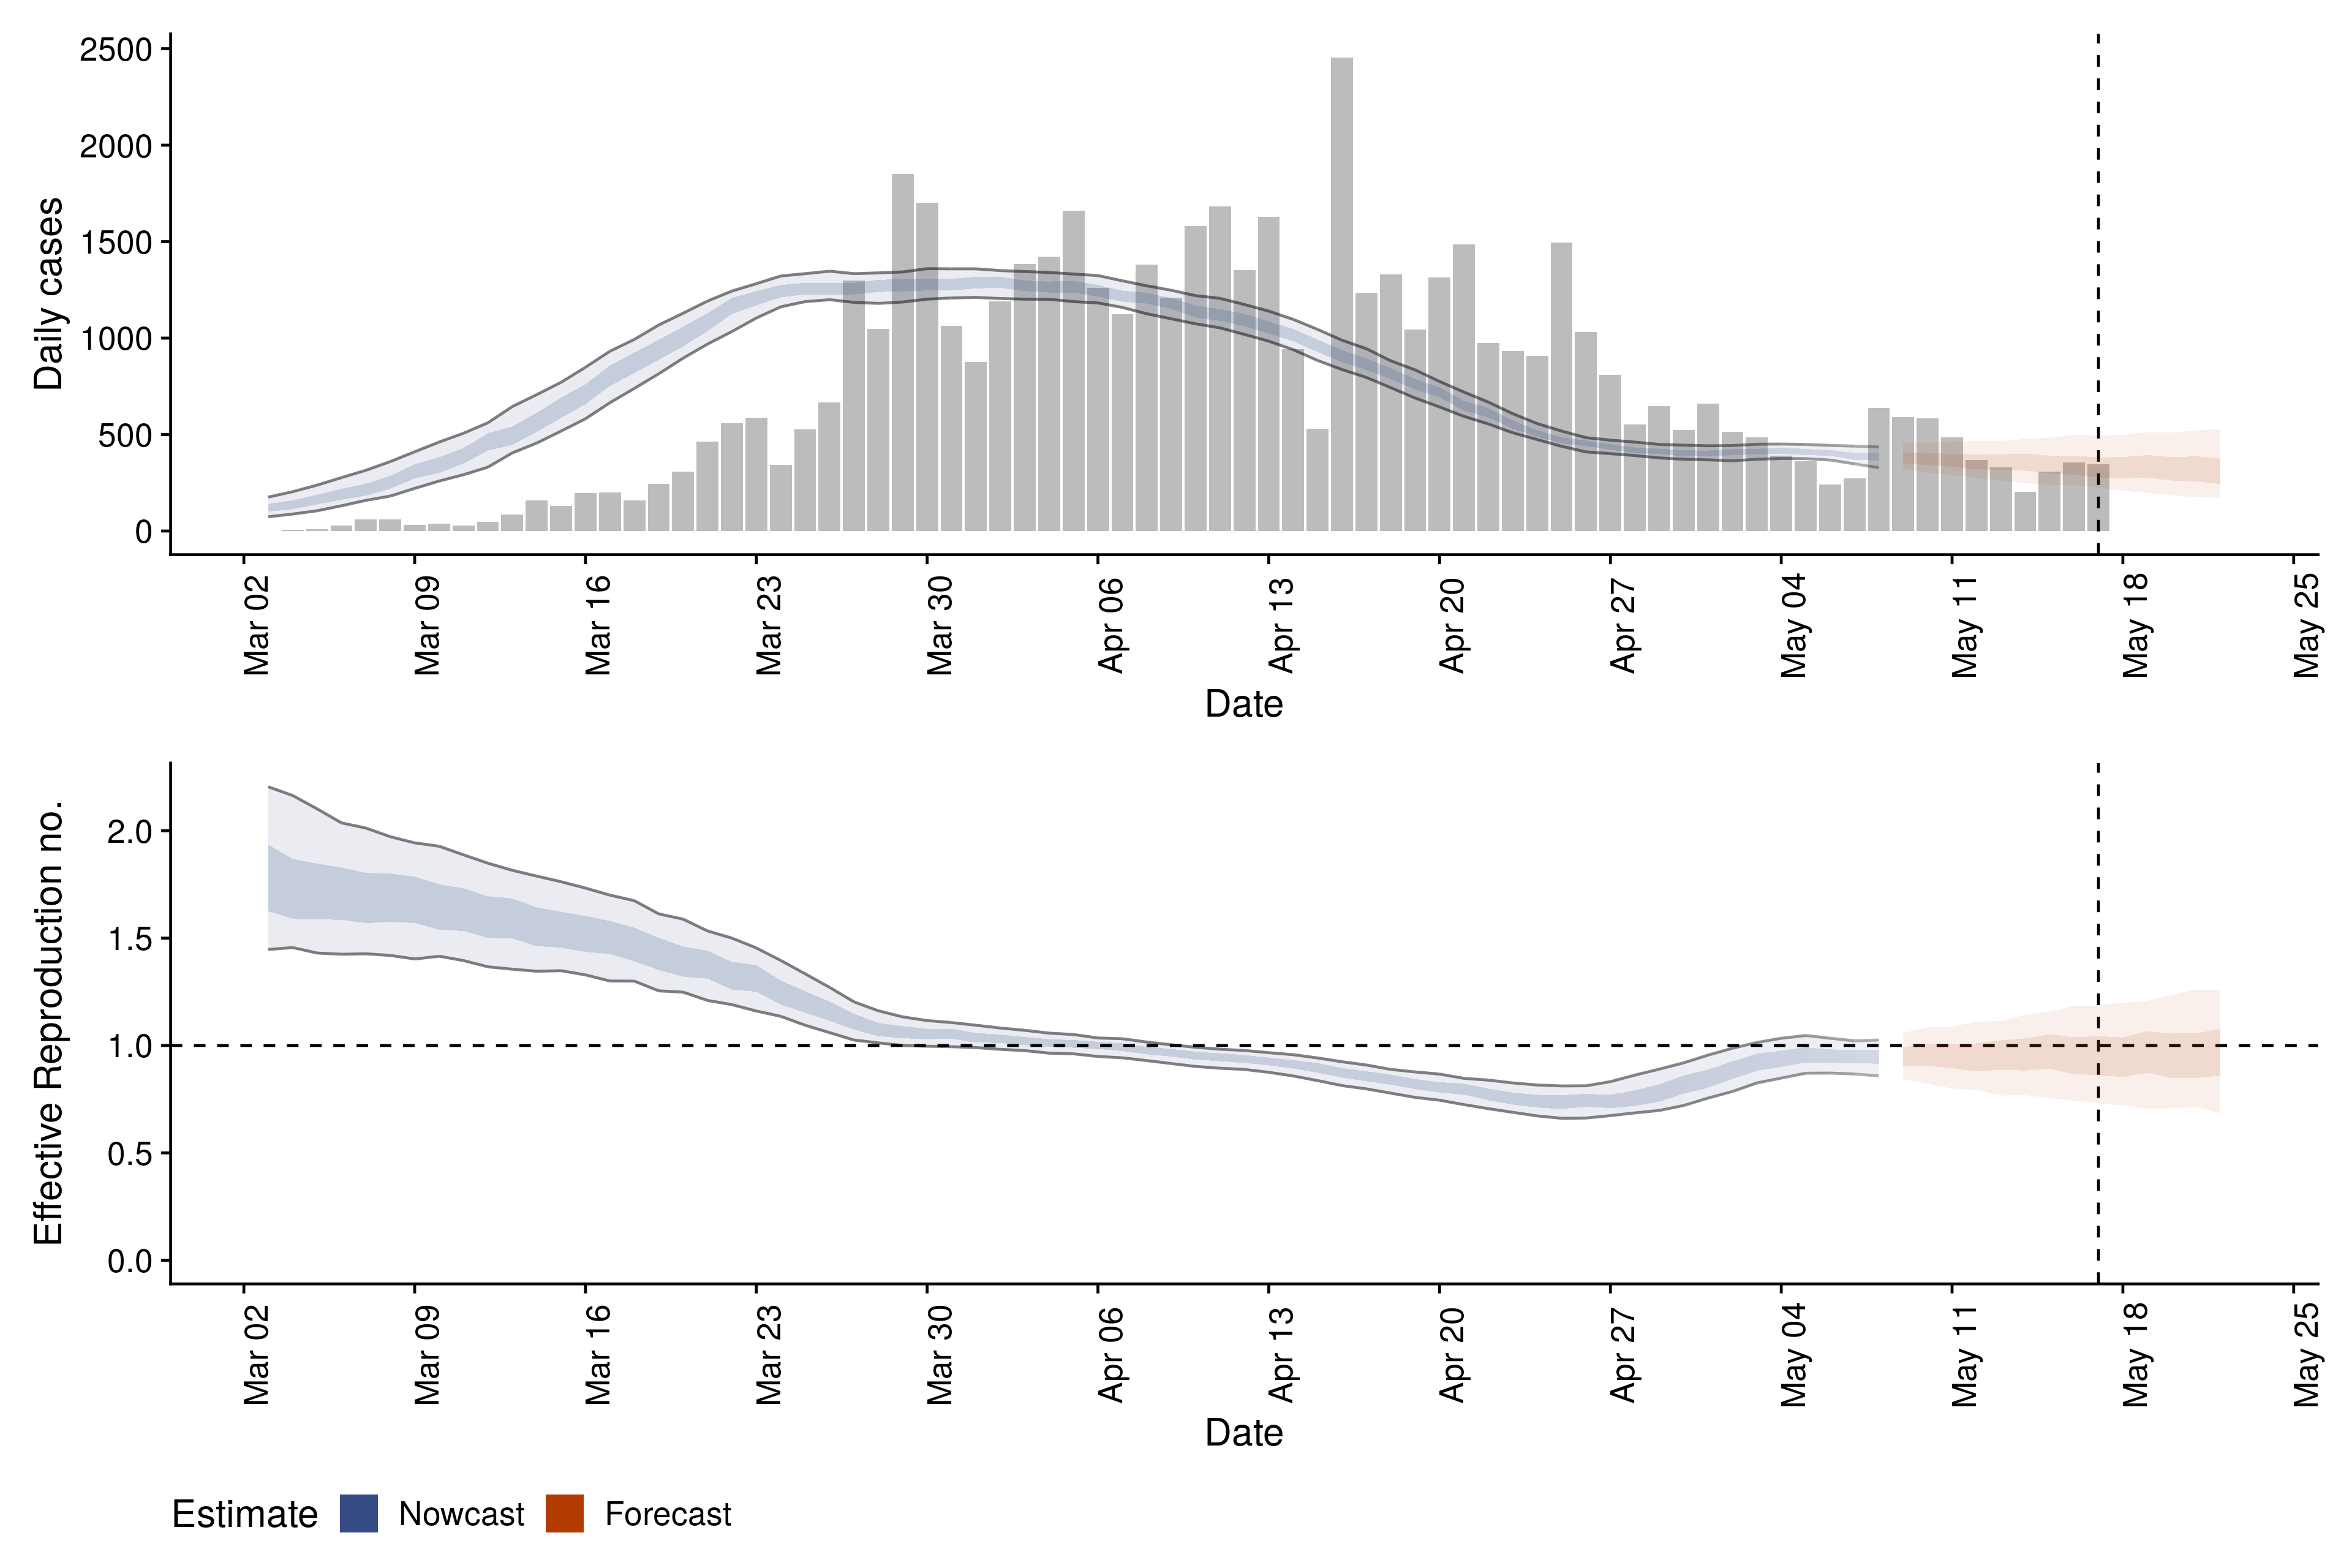 Daily cases
2500
2000
1500
1000
500
0
Mar 02
Mar 09
Mar 16
Mar 23
Mar 30
Apr 06
Apr 13
Apr 20
Apr 27
May 04
May 11
May 18
May 25
Date
Effective Reproduction no.
2.0
1.5
1.0
0.5
0.0
Mar 02
Mar 09
Mar 16
Mar 23
Mar 30
Apr 06
Apr 13
Apr 20
Apr 27
May 04
May 11
May 18
May 25
Date
Estimate Nowcast Forecast